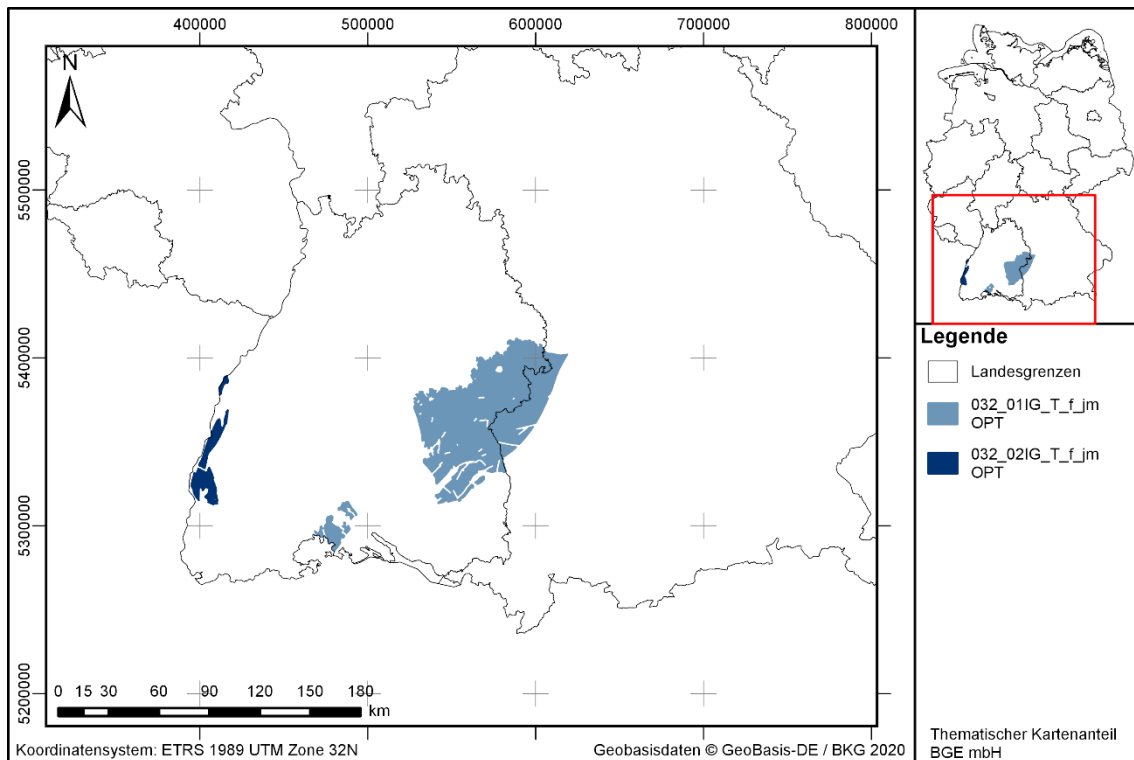 400000 500000 600000 700000 800000
N
5500000
5400000
5300000
5200000
0 15 30 60 90 120 150 180
km
Koordinatensystem: ETRS 1989 UTM Zone 32N
Geobasisdaten © GeoBasis-DE / BKG 2020
Legende
Landesgrenzen
032_01IG_T_f_jm
OPT
032_02IG_T_f_jm
OPT
Thematischer Kartenanteil
BGE mbH